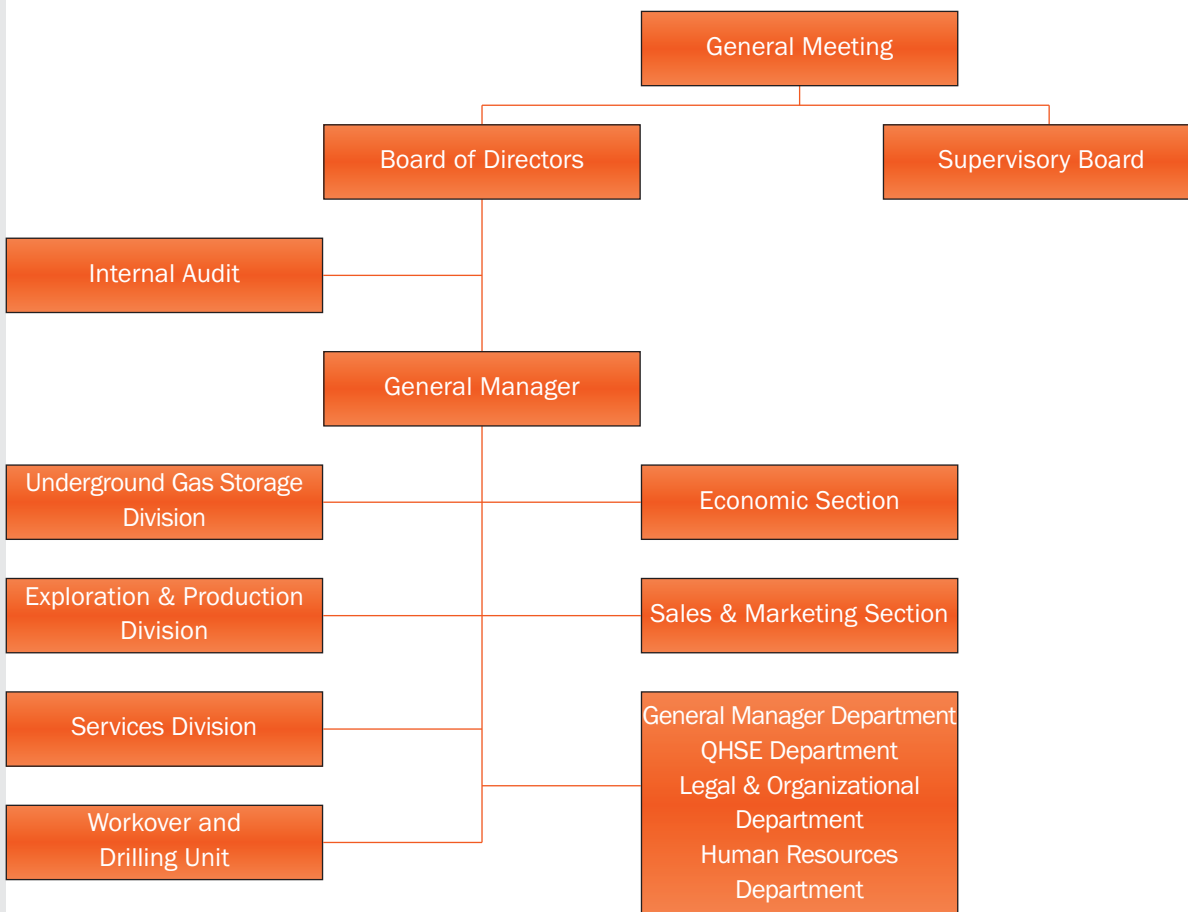 General Meeting
Board of Directors
Supervisory Board
Internal Audit
General Manager
Underground Gas Storage
Division
Economic Section
Exploration & Production
Division
Sales & Marketing Section
Services Division
General Manager Department
QHSE Department
Legal & Organizational
Department
Human Resources
Department
Workover and
Drilling Unit